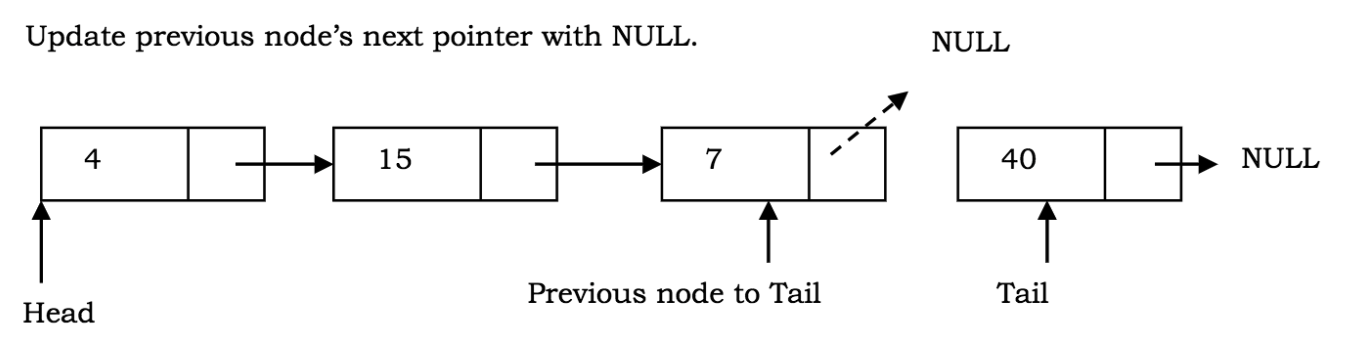 Update previous node’s next pointer with NULL.
NULL
4
15
7
40
NULL
Previous node to Tail
Tail
Head